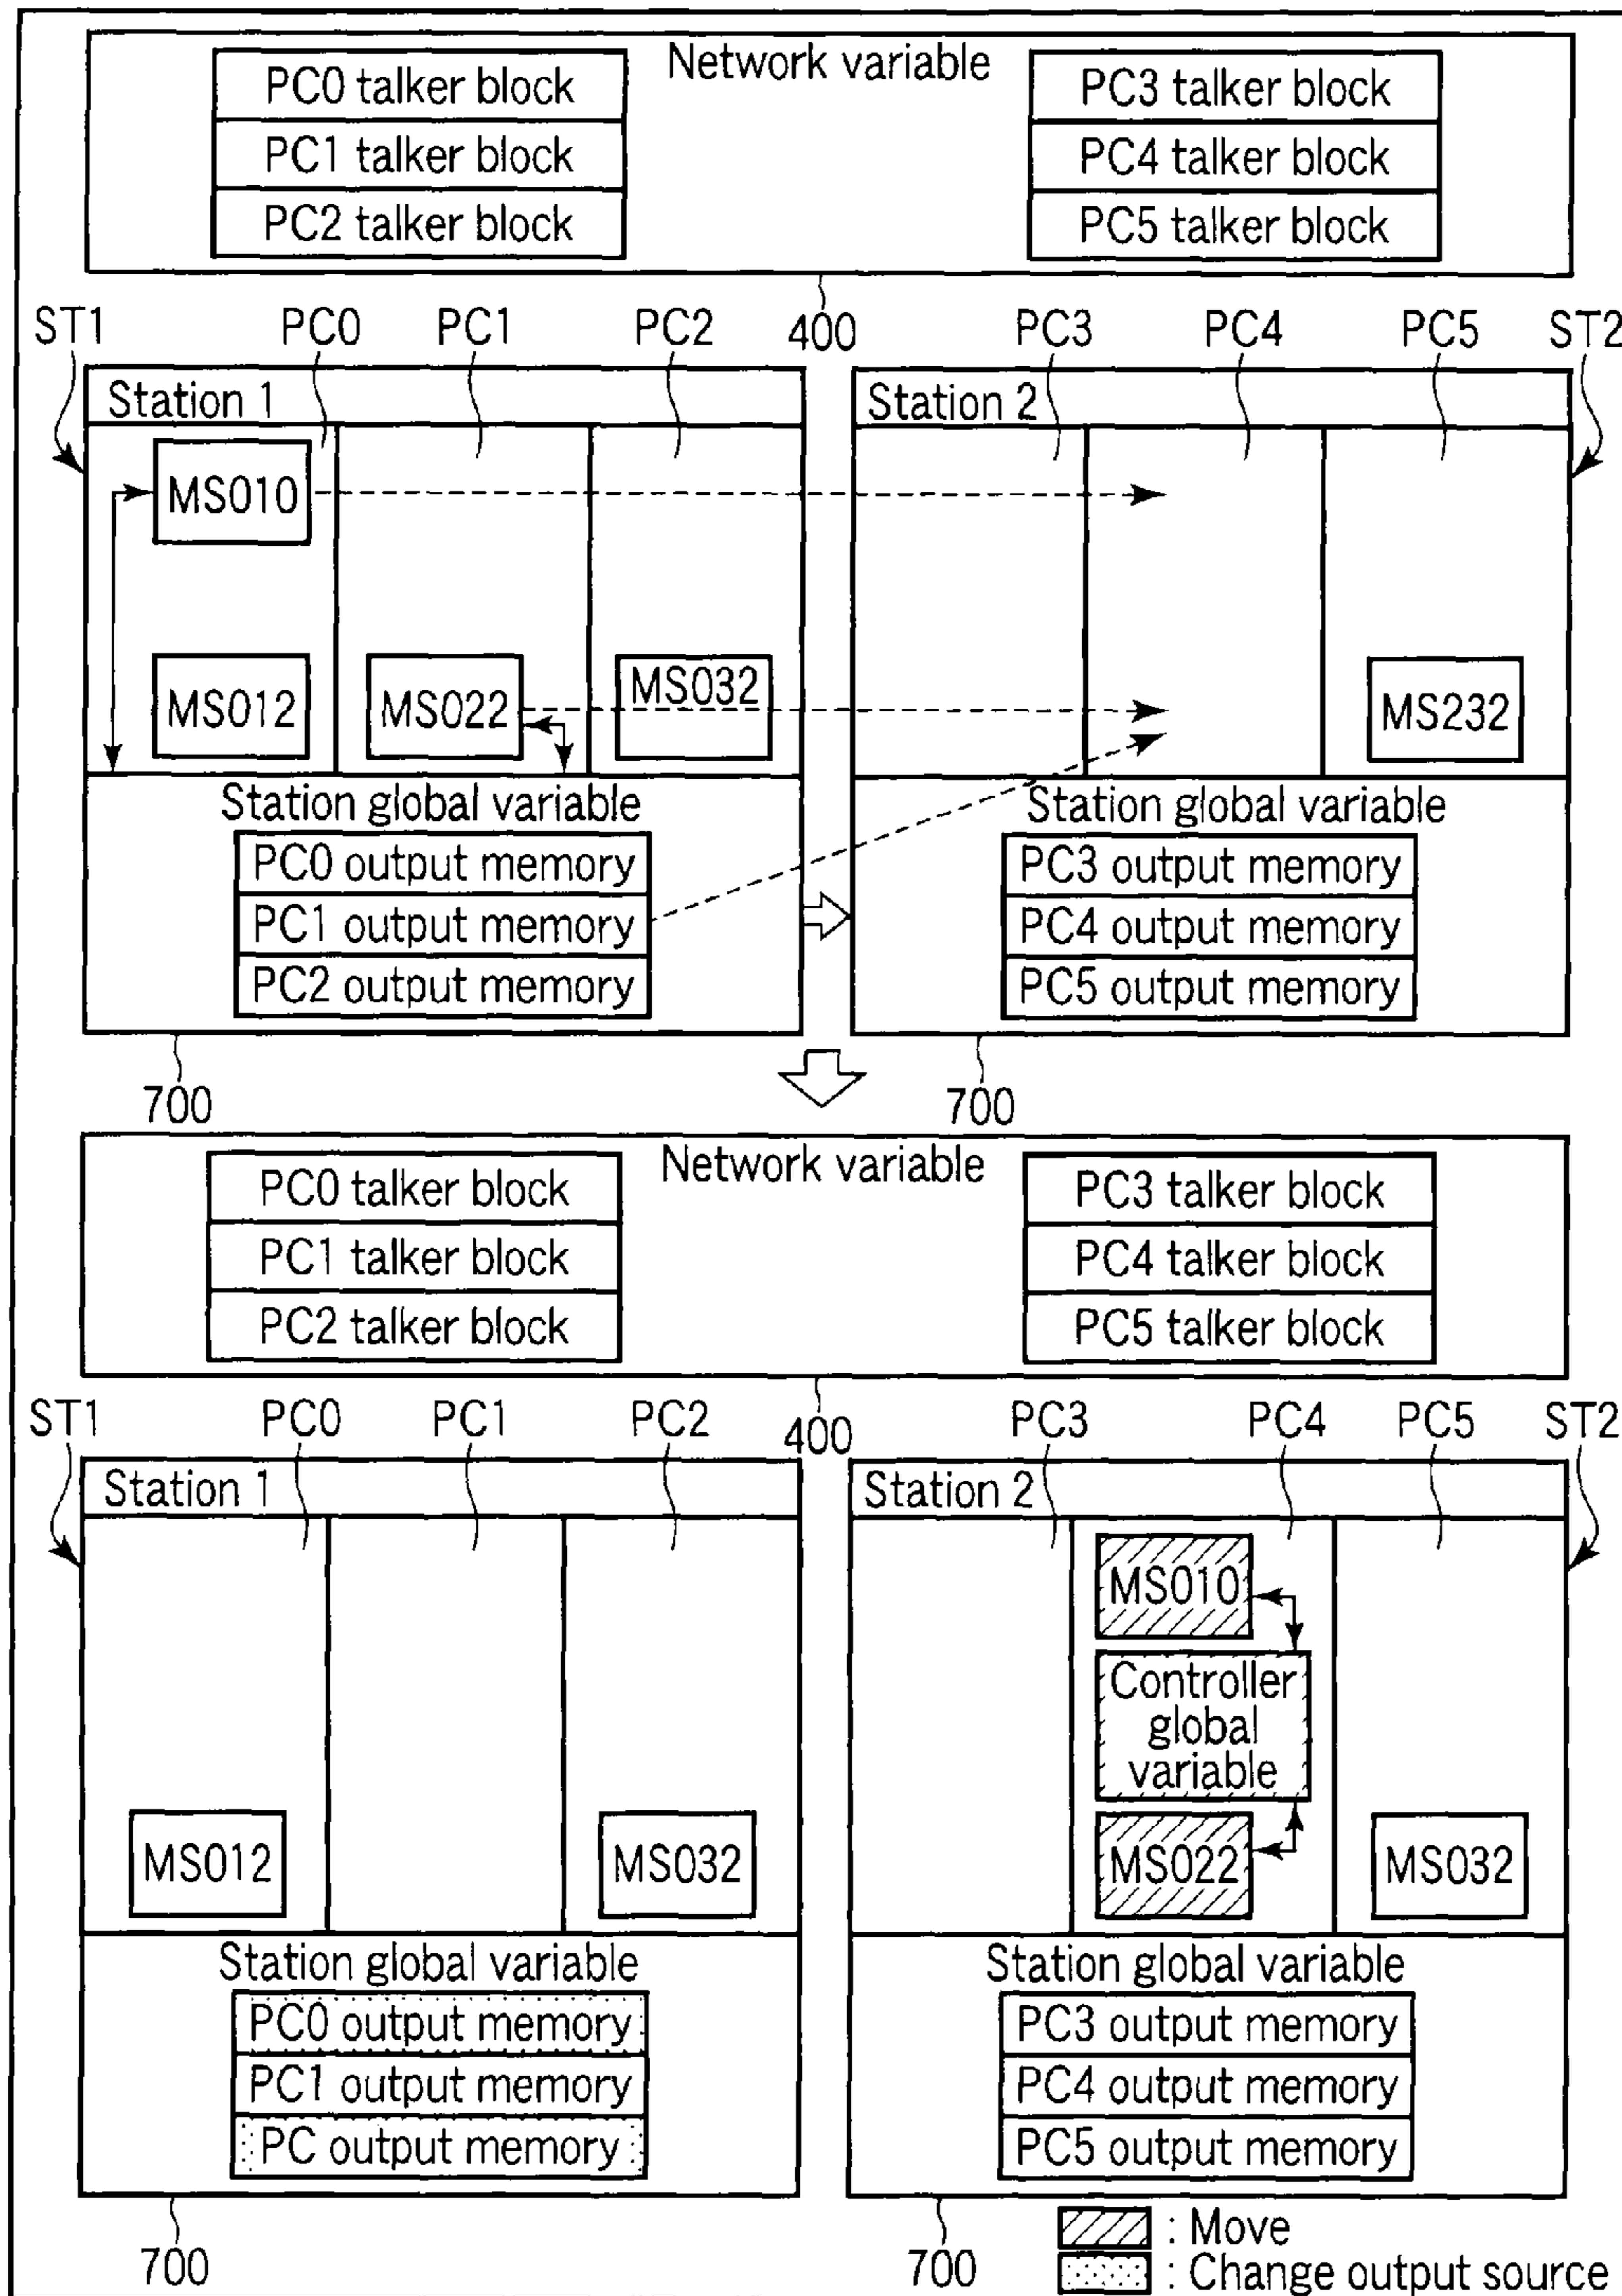 Network variable
PC0 talker block
PC1 talker block
PC2 talker block
PC3 talker block
PC4 talker block
PC5 talker block
ST1
PC0
PC1
PC2
400
PC3
PC4
PC5
ST2
Station 1
MS010
MS012
MS022
MS032
Station global variable
PC0 output memory
PC1 output memory
PC2 output memory
700
Station 2
MS232
Station global variable
PC3 output memory
PC4 output memory
PC5 output memory
700
Network variable
PC0 talker block
PC1 talker block
PC2 talker block
PC3 talker block
PC4 talker block
PC5 talker block
ST1
PC0
PC1
PC2
400
PC3
PC4
PC5
ST2
Station 1
MS012
MS032
Station global variable
PC0 output memory
PC1 output memory
PC output memory
700
Station 2
MS010
Controller
global
variable
MS022
MS032
Station global variable
PC3 output memory
PC4 output memory
PC5 output memory
700
: Move
: Change output source